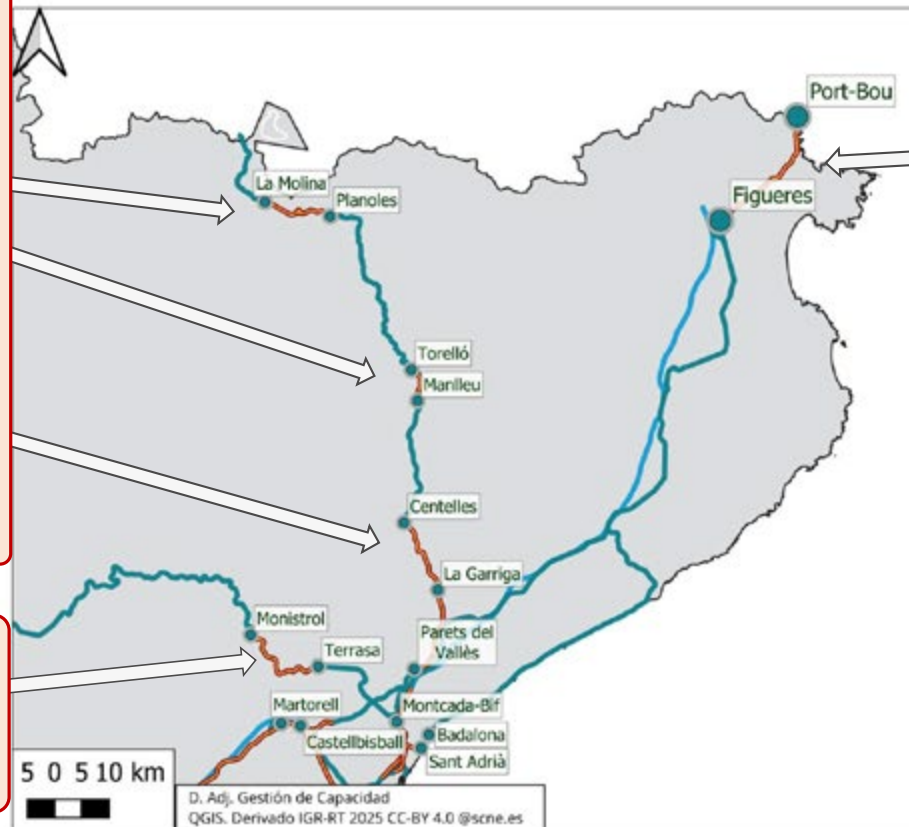 Port-Bou
La Molina
Planoles
Figueres
Torelló
Manlleu
Centelles
La Garriga
Monistrol
Parets del
Vallès
Terrasa
Martorell
Montcada-Bif
Castellbisball
Badalona
Sant Adrià
5 0 5 10 km
D. Adj. Gestión de Capacidad
QGIS. Derivado IGR-RT 2025 CC-BY 4.0 @scne.es